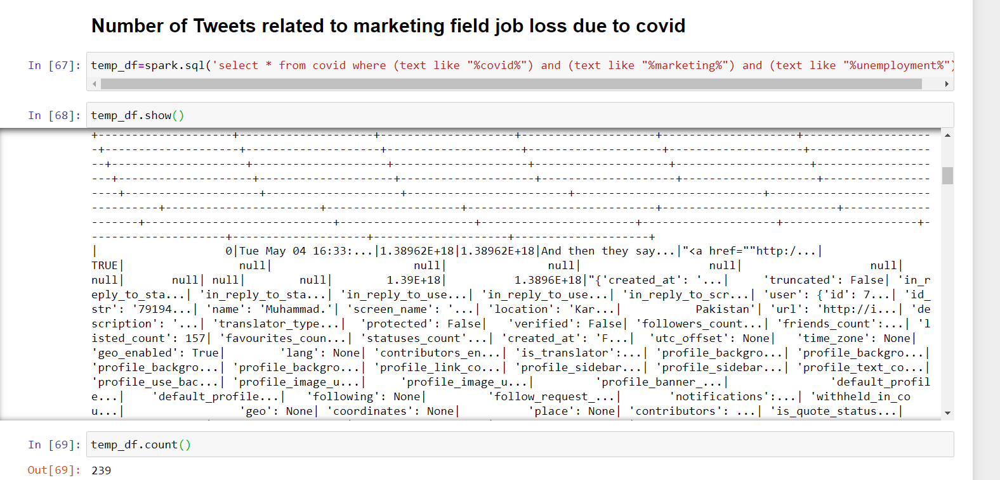 Number of Tweets related to marketing field job loss due to covid
In [67]: temp_df=spark.sql('select * from covid where (text like "%covid%") and (text like "%marketing%") and (text like "%unemployment%")
In [68]: temp_df.show()
+--------------------+--------------------+--------------------+--------------------+--------------------+-------------------
-+--------------------+--------------------+--------------------+--------------------+--------------------+------------------
--+--------------------+--------------------+--------------------+--------------------+--------------------+-----------------
---+--------------------+--------------------+--------------------+--------------------+--------------------+----------------
----+--------------------+--------------------+------------------------+----------------------------+------------------------
----------+-----------------------+--------------------+----------------------------+--------------------------+-------------
-------+----------------------------+--------------------+-----------------------+--------------------+--------------------+-
--------------------+--------------------+--------------------+--------------------+
|                   0|Tue May 04 16:33:...|1.38962E+18|1.38962E+18|And then they say...|"<a href=""http:/...|
TRUE|                 null|                     null|               null|                   null|                   null|
null|       null| null|        null|        1.39E+18|          1.3896E+18|"{'created_at': '...|     'truncated': False| 'in_r
eply_to_sta...| 'in_reply_to_sta...| 'in_reply_to_use...| 'in_reply_to_use...| 'in_reply_to_scr...| 'user': {'id': 7...| 'id_
str': '79194...| 'name': 'Muhammad.'| 'screen_name': '...| 'location': 'Kar...|           Pakistan'| 'url': 'http://i...| 'de
scription': '...| 'translator_type...|  'protected': False|   'verified': False| 'followers_count...| 'friends_count':...| 'l
isted_count': 157| 'favourites_coun...| 'statuses_count'...| 'created_at': 'F...| 'utc_offset': None|   'time_zone': None|
'geo_enabled': True|        'lang': None| 'contributors_en...| 'is_translator':...| 'profile_backgro...| 'profile_backgro...|
'profile_backgro...| 'profile_backgro...| 'profile_link_co...| 'profile_sidebar...| 'profile_sidebar...| 'profile_text_co...|
'profile_use_bac...| 'profile_image_u...|     'profile_image_u...|         'profile_banner_...|               'default_profil
e...|    'default_profile...|   'following': None|         'follow_request_...|       'notifications':...| 'withheld_in_co
u...|                 'geo': None| 'coordinates': None|          'place': None| 'contributors': ...| 'is_quote_status...|
In [69]: temp_df.count()
Out[69]: 239